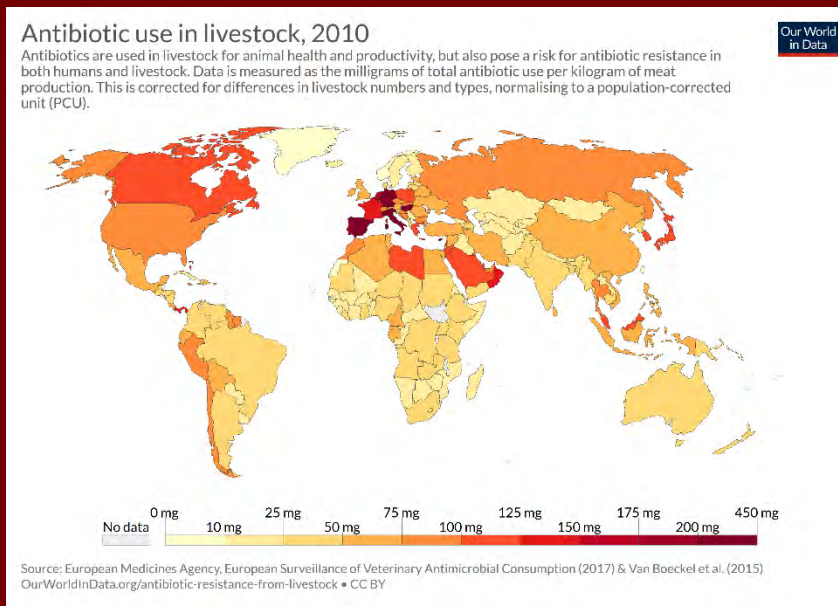 Antibiotic use in livestock, 2010
Our World
in Data
Antibiotics are used in livestock for animal health and productivity, but also pose a risk for antibiotic resistance in
both humans and livestock. Data is measured as the milligrams of total antibiotic use per kilogram of meat
production. This is corrected for differences in livestock numbers and types, normalising to a population-corrected
unit (PCU).
0 mg 25 mg 75 mg 125 mg 175 mg 450 mg
No data 10 mg 50 mg 100 mg 150 mg 200 mg
Source: European Medicines Agency, European Surveillance of Veterinary Antimicrobial Consumption (2017) & Van Boeckel et al. (2015)
OurWorldInData.org/antibiotic-resistance-from-livestock • CC BY